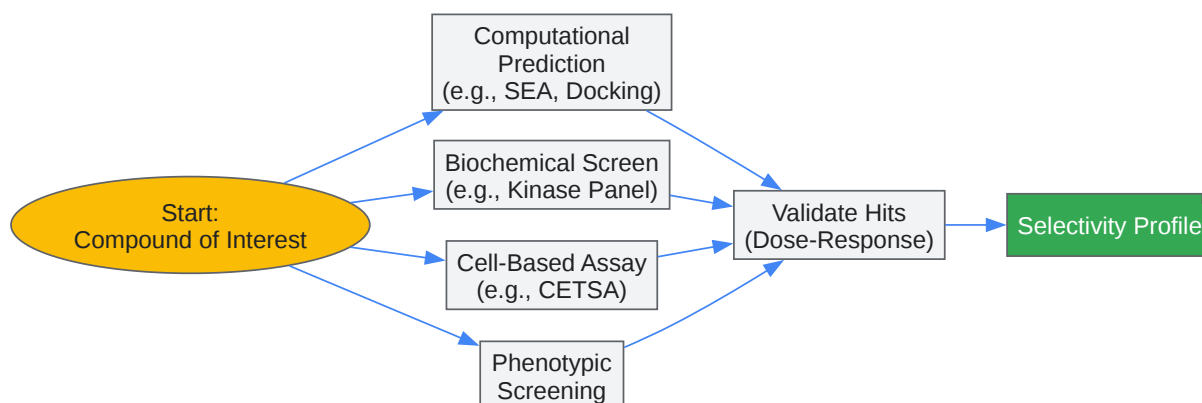 Computational
Prediction
(e.g., SEA, Docking)
Biochemical Screen
(e.g., Kinase Panel)
Start:
Compound of Interest
Validate Hits
(Dose-Response)
Selectivity Profile
Cell-Based Assay
(e.g., CETSA)
Phenotypic
Screening